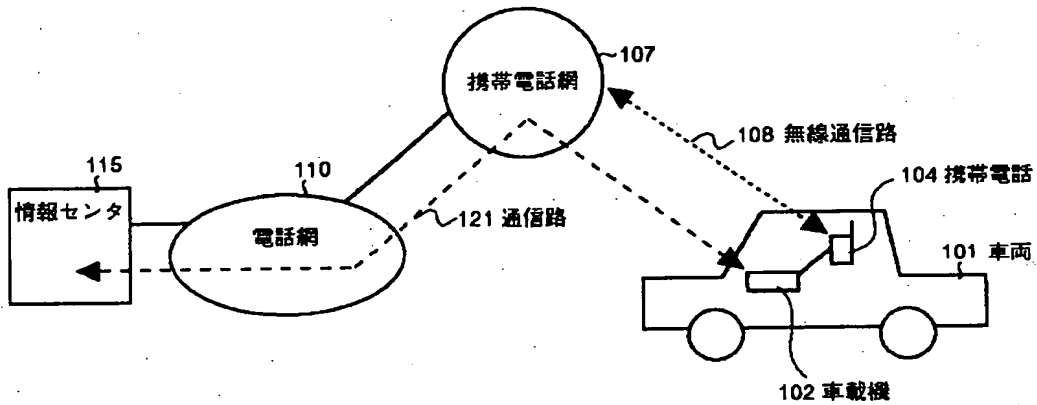 107
携帯電話網
108 無線通信路
115
110
104 携帯電話
情報センタ
電話網
121 通信路
101 車両
102 車載機